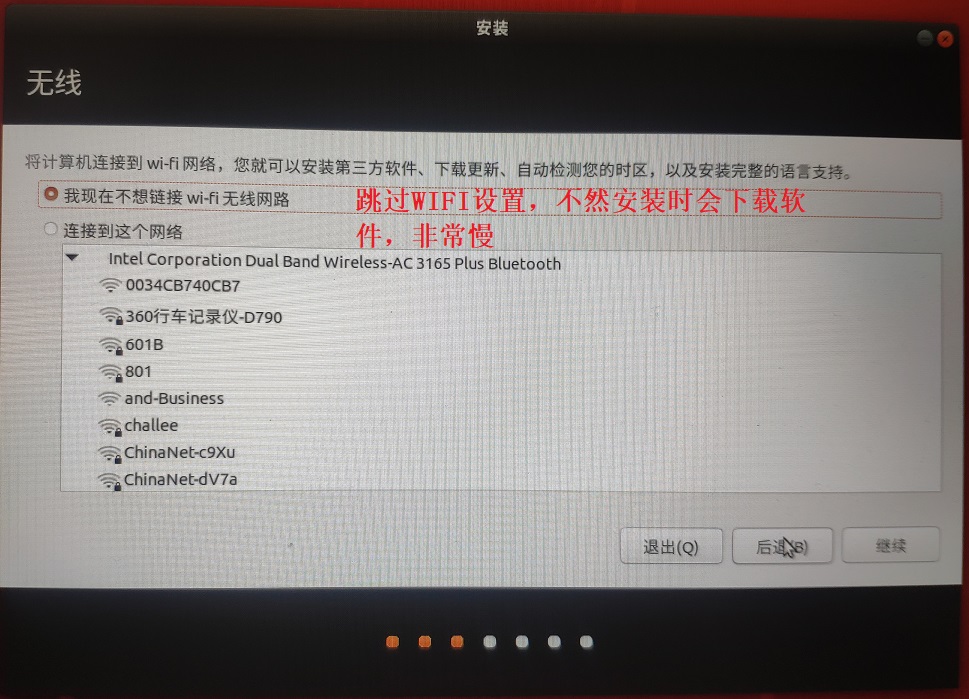 安装
无线
将计算机连接到 wi-fi 网络，您就可以安装第三方软件、下载更新、自动检测您的时区，以及安装完整的语言支持。
我现在不想链接 wi-fi 无线网路
跳过WIFI设置，不然安装时会下载软
件，非常慢
连接到这个网络
Intel Corporation Dual Band Wireless-AC 3165 Plus Bluetooth
0034CB740CB7
360行车记录仪-D790
601B
801
and-Business
challee
ChinaNet-c9Xu
ChinaNet-dV7a
退出(Q)
后退(B)
继续